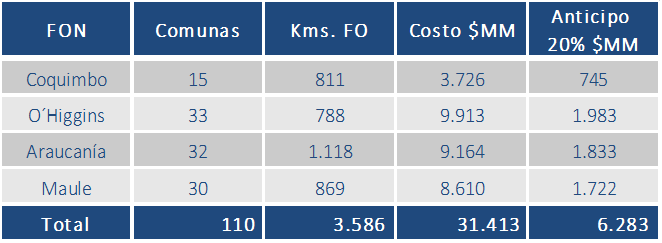 FON Comunas Kms. FO Costo $MM Anticipo 20% $MM
Coquimbo 15 811 3.726 745
O´Higgins 33 788 9.913 1.983
Araucanía 32 1.118 9.164 1.833
Maule 30 869 8.610 1.722
Total 110 3.586 31.413 6.283